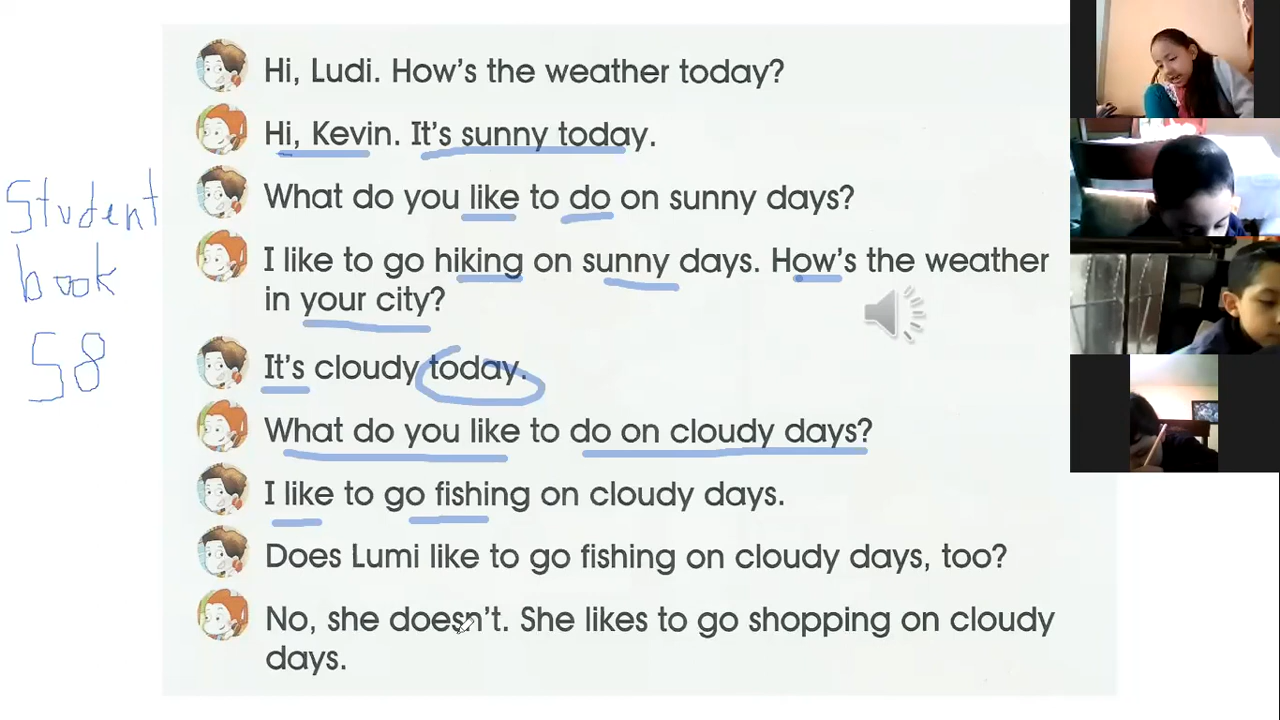 Hi, Ludi. How's the weather today?
Hi, Kevin. It's sunny today.
What do you like to do on sunny days?
I like to go hiking on sunny days. How's the weather
in your city?
It's cloudy today.
What do you like to do on cloudy days?
I like to go fishing on cloudy days.
Does Lumi like to go fishing on cloudy days, too?
No, she doesn't. She likes to go shopping on cloudy
days.
Student
book
58